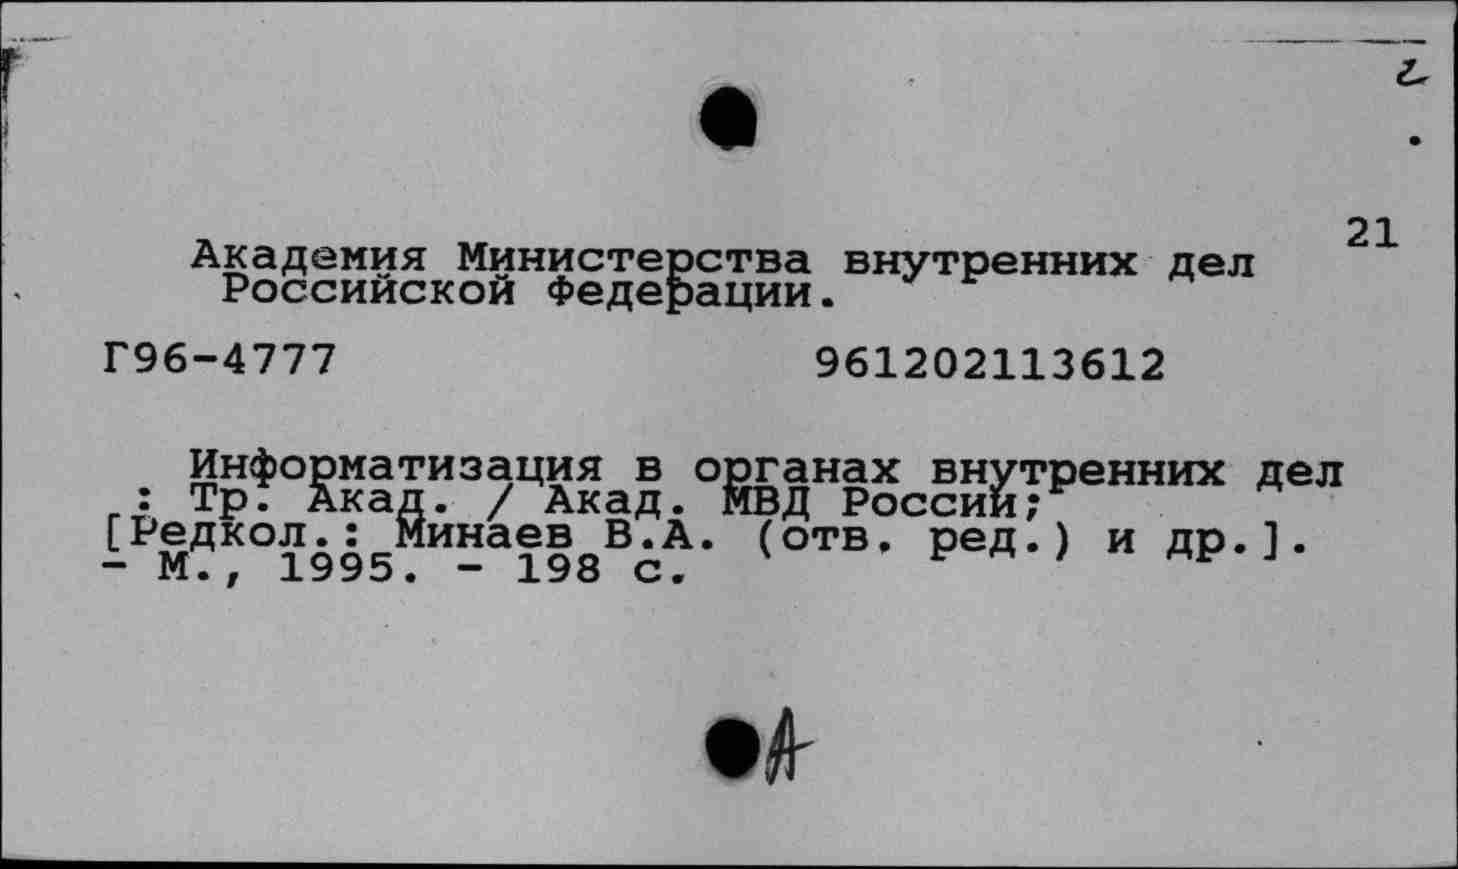 21
Академия Министерства внутренних дел
Российской Федерации.
Г96-4777 961202113612
Информатизация в органах внутренних дел
: Тр. Акад. / Акад. МВД России;
[Редкол.: Минаев В.А. (отв. ред.) и др.].
- М., 1995. - 198 с.